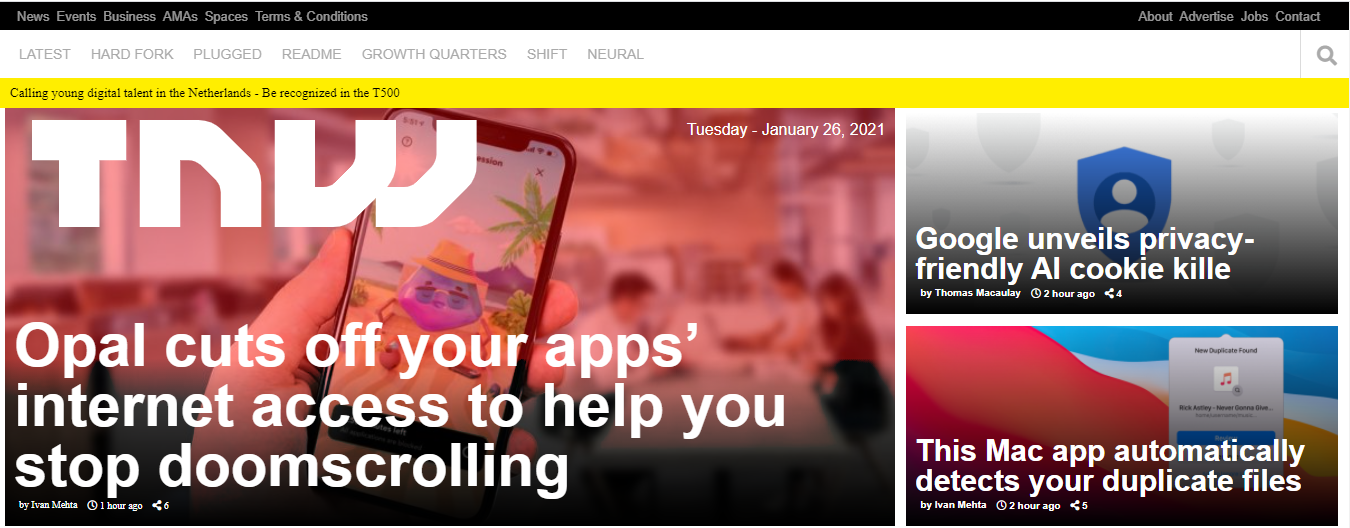 News Events Business AMAs Spaces Terms & Conditions
About Advertise Jobs Contact
LATEST HARD FORK PLUGGED README GROWTH QUARTERS SHIFT NEURAL
Calling young digital talent in the Netherlands - Be recognized in the T500
TNW
Tuesday - January 26, 2021
5:51
ession
Opal cuts off your apps’
internet access to help you
stop doomscrolling
by Ivan Mehta 1 hour ago 6
Google unveils privacy-
friendly AI cookie kille
by Thomas Macaulay 2 hour ago 4
New Duplicate Found
Rick Astley - Never Gonna Give...
This Mac app automatically
detects your duplicate files
by Ivan Mehta 2 hour ago 5